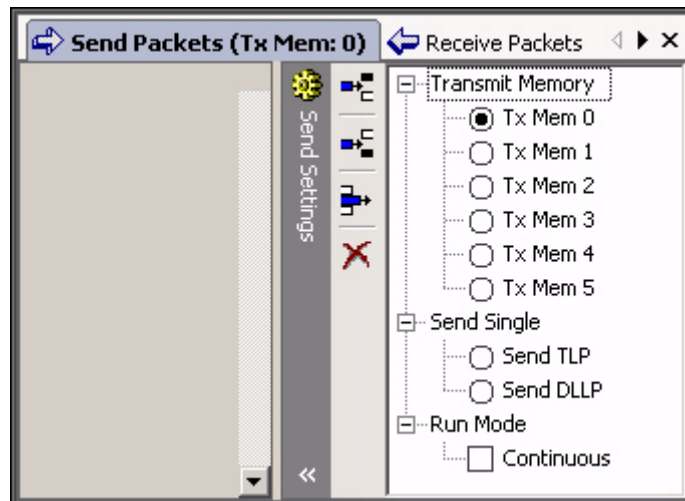 Send Packets (Tx Mem: 0)
Receive Packets
Send Settings
Transmit Memory
Tx Mem 0
Tx Mem 1
Tx Mem 2
Tx Mem 3
Tx Mem 4
Tx Mem 5
Send Single
Send TLP
Send DLLP
Run Mode
Continuous